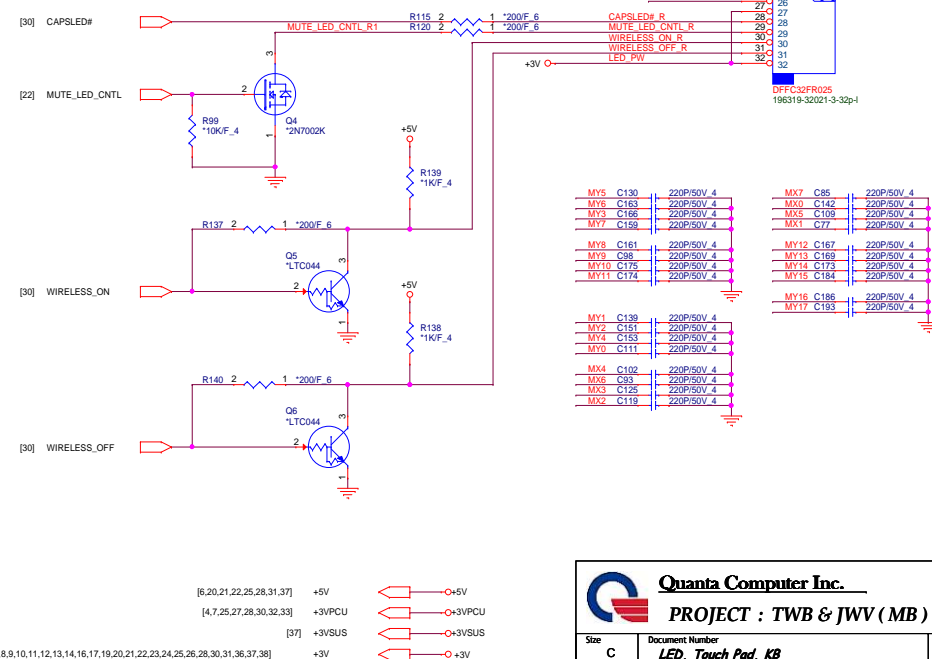 26
27 27
[30] CAPSLED# R115 2 1 *200/F_6 CAPSLED#_R 28 28
MUTE_LED_CNTL_R1 R120 2 1 *200/F_6 MUTE_LED_CNTL_R 29 29
WIRELESS_ON_R 30 30
WIRELESS_OFF_R 31 31
+3V LED_PW 32 32
DFFC32FR025
196319-32021-3-32p-l
3
[22] MUTE_LED_CNTL 2
Q4
*2N7002K
1
R99
*10K/F_4
+5V
R139
*1K/F_4
R137 2 1 *200/F_6
Q5
*LTC044
3
[30] WIRELESS_ON 2
1
+5V
R138
*1K/F_4
R140 2 1 *200/F_6
Q6
*LTC044
3
[30] WIRELESS_OFF 2
1
MY5 C130 220P/50V_4
MY6 C163 220P/50V_4
MY3 C166 220P/50V_4
MY7 C159 220P/50V_4
MY8 C161 220P/50V_4
MY9 C98 220P/50V_4
MY10 C175 220P/50V_4
MY11 C174 220P/50V_4
MY1 C139 220P/50V_4
MY2 C151 220P/50V_4
MY4 C153 220P/50V_4
MY0 C111 220P/50V_4
MX4 C102 220P/50V_4
MX6 C93 220P/50V_4
MX3 C125 220P/50V_4
MX2 C119 220P/50V_4
MX7 C85 220P/50V_4
MX0 C142 220P/50V_4
MX5 C109 220P/50V_4
MX1 C77 220P/50V_4
MY12 C167 220P/50V_4
MY13 C169 220P/50V_4
MY14 C173 220P/50V_4
MY15 C184 220P/50V_4
MY16 C186 220P/50V_4
MY17 C193 220P/50V_4
[6,20,21,22,25,28,31,37] +5V +5V
[4,7,25,27,28,30,32,33] +3VPCU +3VPCU
[37] +3VSUS +3VSUS
8,9,10,11,12,13,14,16,17,19,20,21,22,23,24,25,26,28,30,31,36,37,38] +3V +3V
Quanta Computer Inc.
PROJECT : TWB & JWV ( MB )
Size Document Number
C LED, Touch Pad, KB